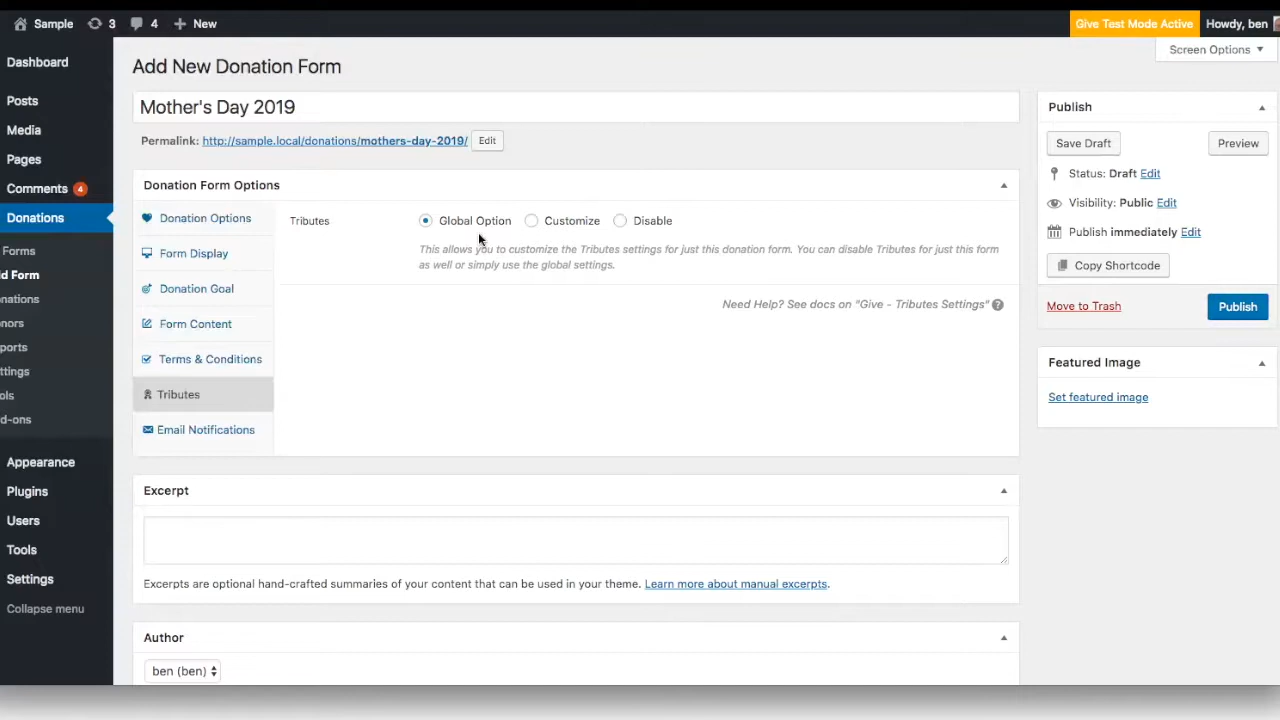 Sample 3 4 New Give Test Mode Active Howdy, ben
Screen Options
Dashboard
Posts
Media
Pages
Comments 4
Donations
Forms
d Form
onations
onors
ports
ttings
ols
d-ons
Appearance
Plugins
Users
Tools
Settings
Collapse menu
Add New Donation Form
Mother's Day 2019
Permalink: http://sample.local/donations/mothers-day-2019/ Edit
Donation Form Options
Donation Options
Form Display
Donation Goal
Form Content
Terms & Conditions
Tributes
Email Notifications
Tributes Global Option Customize Disable
This allows you to customize the Tributes settings for just this donation form. You can disable Tributes for just this form
as well or simply use the global settings.
Need Help? See docs on "Give - Tributes Settings" ?
Excerpt
Excerpts are optional hand-crafted summaries of your content that can be used in your theme. Learn more about manual excerpts.
Author
ben (ben)
Publish
Save Draft Preview
Status: Draft Edit
Visibility: Public Edit
Publish immediately Edit
Copy Shortcode
Move to Trash Publish
Featured Image
Set featured image